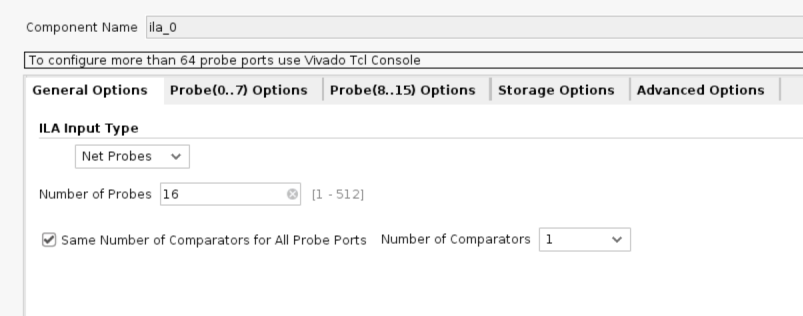 Component Name ila_0
To configure more than 64 probe ports use Vivado Tcl Console
General Options Probe(0..7) Options Probe(8..15) Options Storage Options Advanced Options
ILA Input Type
Net Probes
Number of Probes 16 [1 - 512]
Same Number of Comparators for All Probe Ports Number of Comparators 1